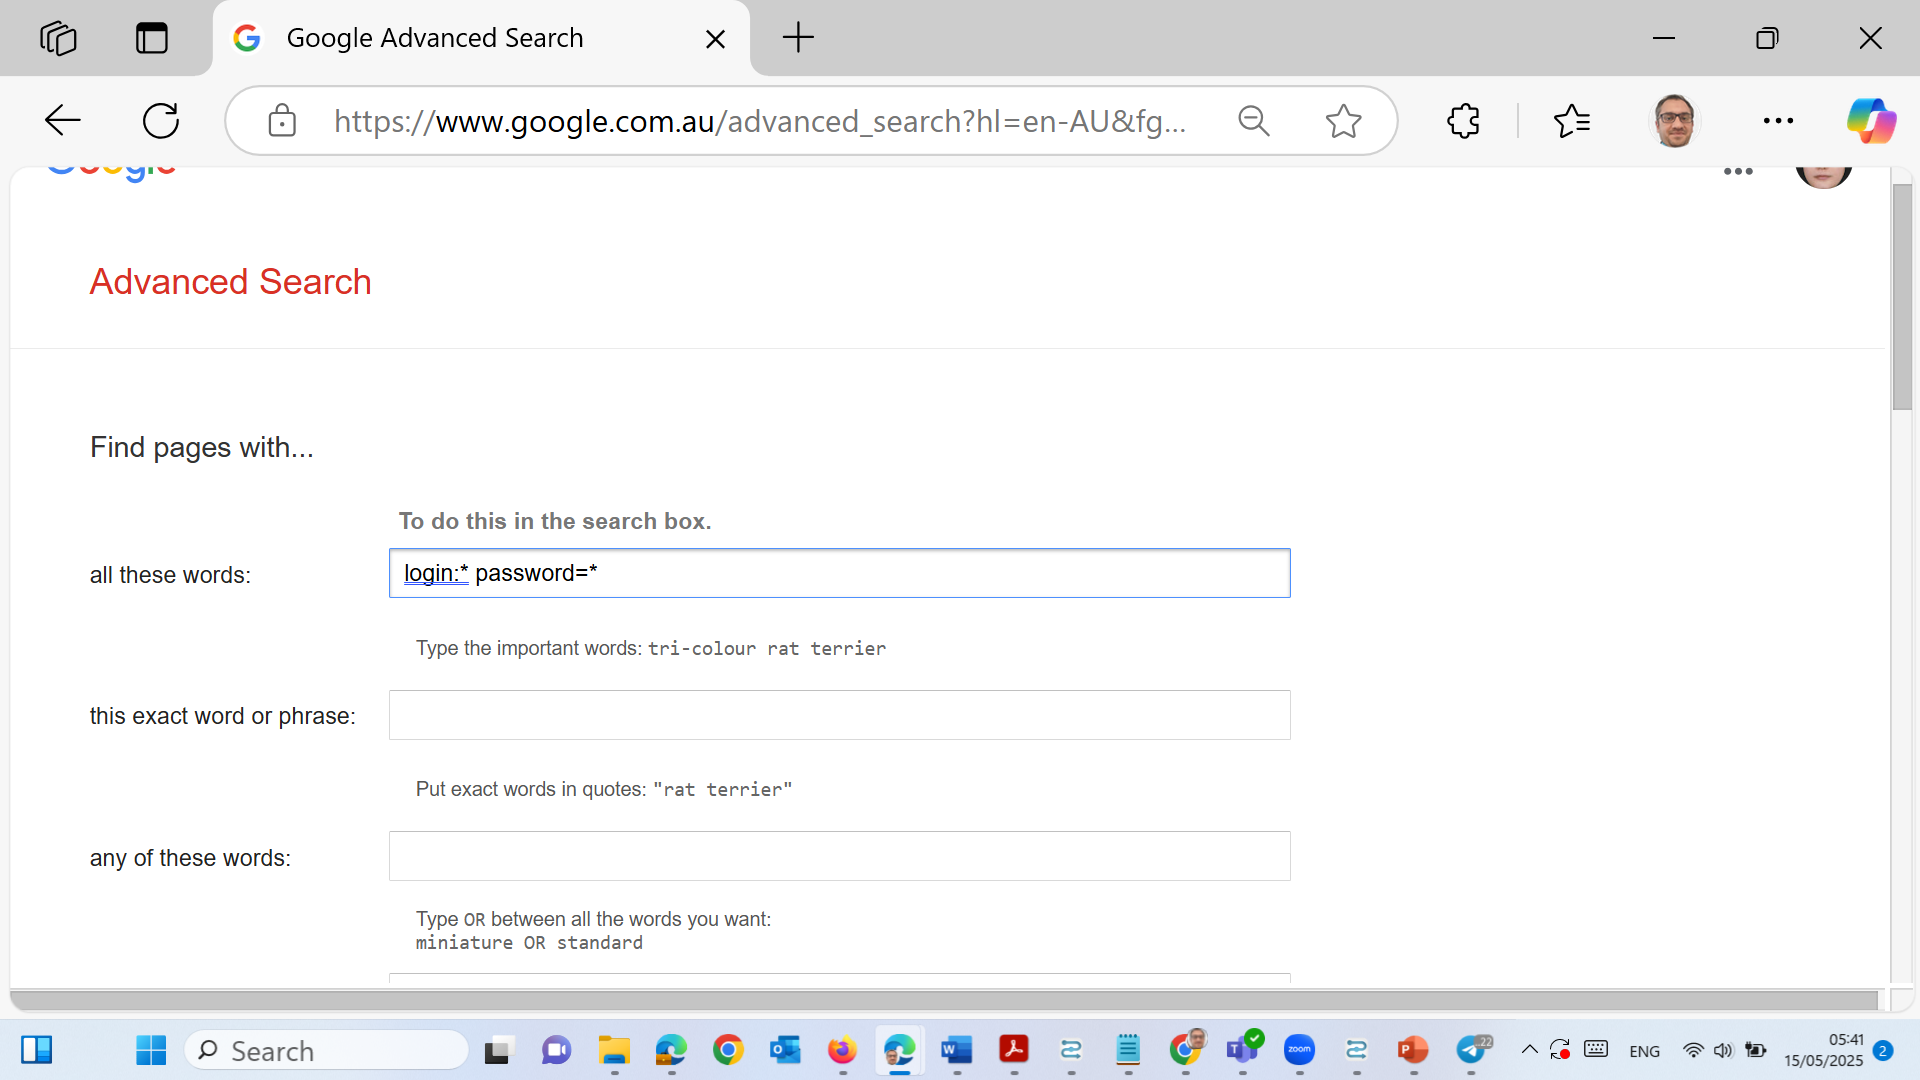 Google Advanced Search
https://www.google.com.au/advanced_search?hl=en-AU&fg...
Google
Advanced Search
Find pages with...
To do this in the search box.
all these words:
login:* password=*
Type the important words: tri-colour rat terrier
this exact word or phrase:
Put exact words in quotes: "rat terrier"
any of these words:
Type OR between all the words you want:
miniature OR standard
Search
zoom
22
ENG
05:41
15/05/2025
2